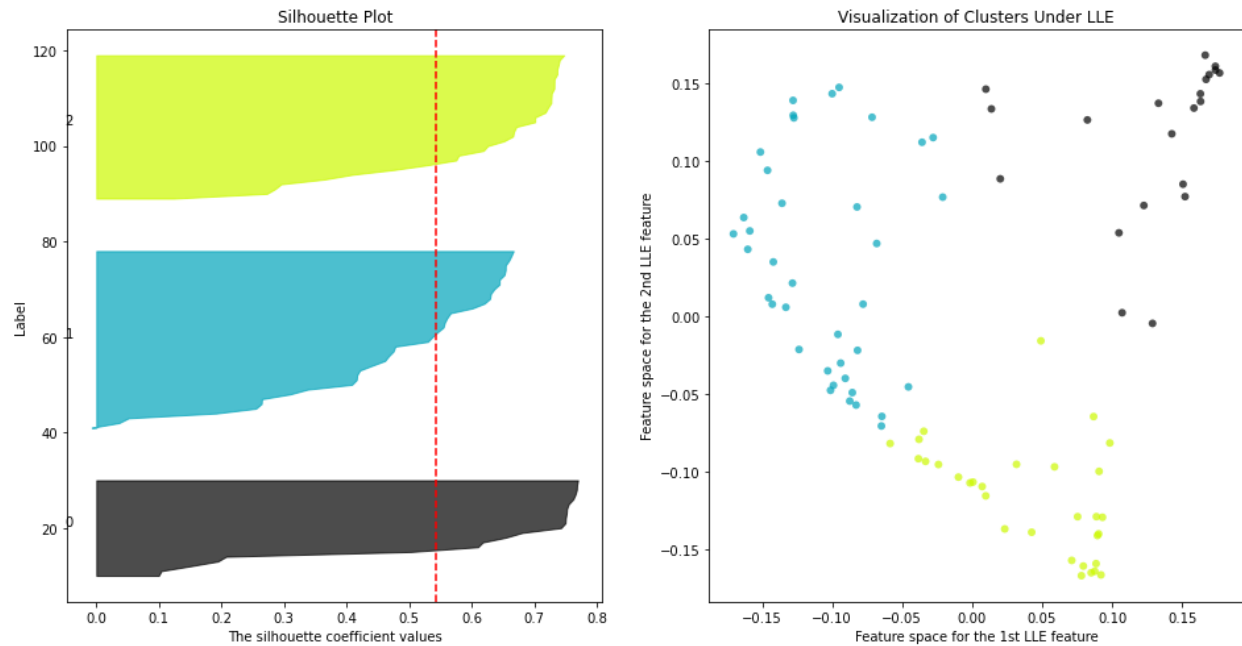 Silhouette Plot
120
100
80
60
40
20
2
1
0
Label
0.0 0.1 0.2 0.3 0.4 0.5 0.6 0.7 0.8
The silhouette coefficient values
Visualization of Clusters Under LLE
0.15
0.10
0.05
0.00
−0.05
−0.10
−0.15
Feature space for the 2nd LLE feature
−0.15 −0.10 −0.05 0.00 0.05 0.10 0.15
Feature space for the 1st LLE feature